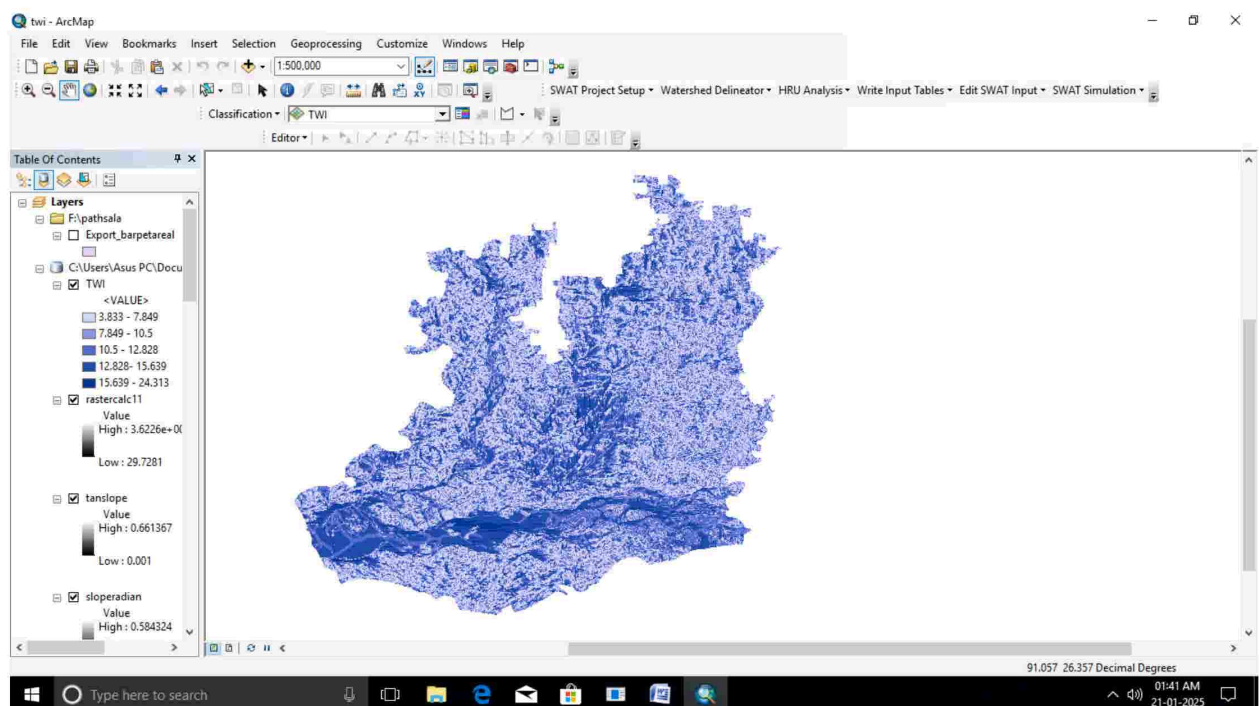 twi - ArcMap
File Edit View Bookmarks Insert Selection Geoprocessing Customize Windows Help
1:500,000
SWAT Project Setup Watershed Delineator HRU Analysis Write Input Tables Edit SWAT Input SWAT Simulation
Classification TWI
Editor
Table Of Contents
Layers
F:\pathsala
Export_barpetareal
C:\Users\Asus PC\Docu
TWI
<VALUE>
3.833 - 7.849
7.849 - 10.5
10.5 - 12.828
12.828- 15.639
15.639 - 24.313
rastercalc11
Value
High : 3.6226e+00
Low : 29.7281
tanslope
Value
High : 0.661367
Low : 0.001
sloperadian
Value
High : 0.584324
91.057 26.357 Decimal Degrees
Type here to search
01:41 AM
21-01-2025